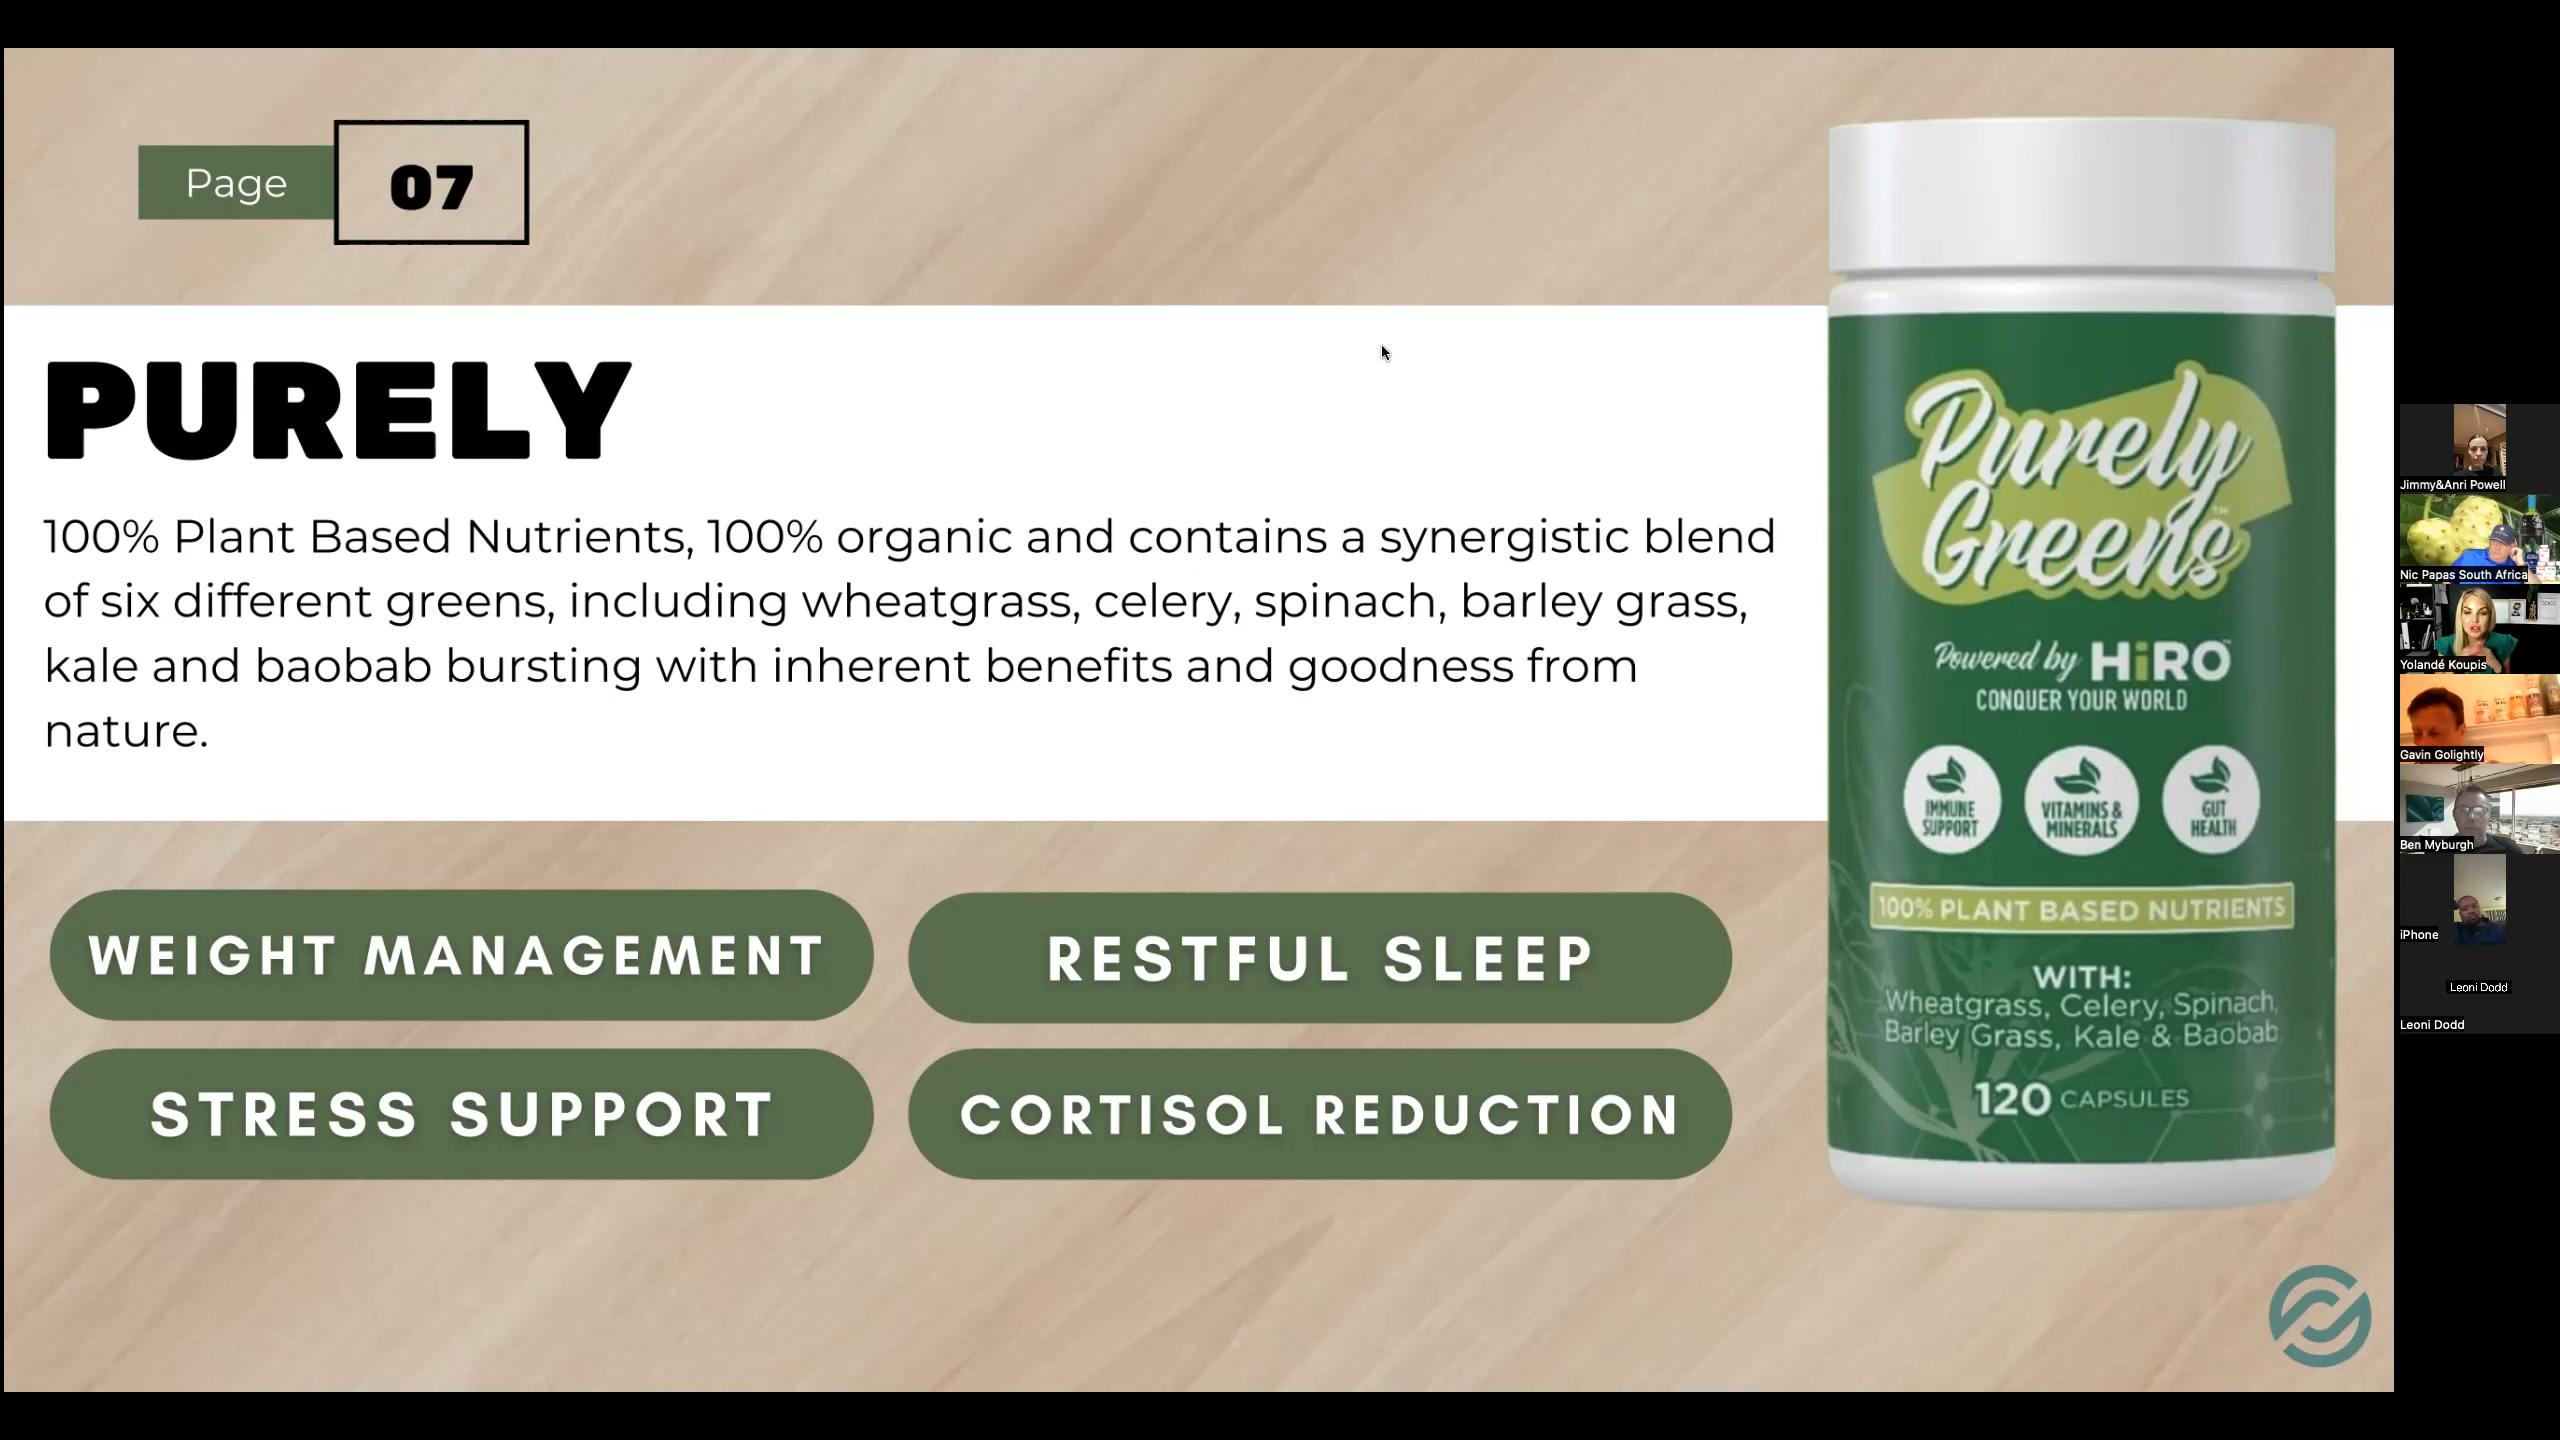 Page
07
PURELY
100% Plant Based Nutrients, 100% organic and contains a synergistic blend
of six different greens, including wheatgrass, celery, spinach, barley grass,
kale and baobab bursting with inherent benefits and goodness from
nature.
WEIGHT MANAGEMENT
RESTFUL SLEEP
STRESS SUPPORT
CORTISOL REDUCTION
Purely
Greens™
Powered by HiRO™
CONQUER YOUR WORLD
IMMUNE
SUPPORT
VITAMINS &
MINERALS
GUT
HEALTH
100% PLANT BASED NUTRIENTS
WITH:
Wheatgrass, Celery, Spinach,
Barley Grass, Kale & Baobab
120 CAPSULES
Jimmy&Anri Powell
Nic Papas South Africa
Yolandé Koupis
Gavin Golightly
Ben Myburgh
iPhone
Leoni Dodd
Leoni Dodd